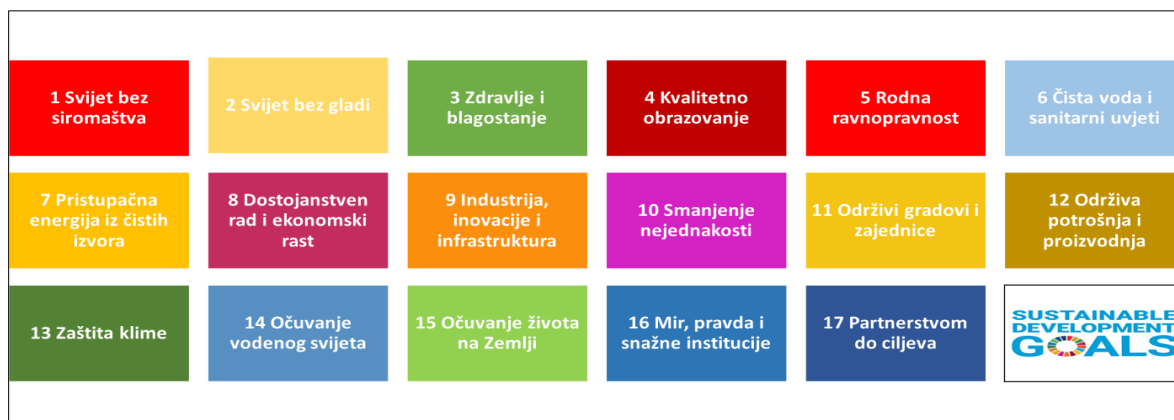 1 Svijet bez
siromaštva
2 Svijet bez gladi
3 Zdravlje i
blagostanje
4 Kvalitetno
obrazovanje
5 Rodna
ravnopravnost
6 Čista voda i
sanitarni uvjeti
7 Pristupačna
energija iz čistih
izvora
8 Dostojanstven
rad i ekonomski
rast
9 Industrija,
inovacije i
infrastruktura
10 Smanjenje
nejednakosti
11 Održivi gradovi i
zajednice
12 Održiva
potrošnja i
proizvodnja
13 Zaštita klime
14 Očuvanje
vodenog svijeta
15 Očuvanje života
na Zemlji
16 Mir, pravda i
snažne institucije
17 Partnerstvom
do ciljeva
SUSTAINABLE
DEVELOPMENT
GOALS